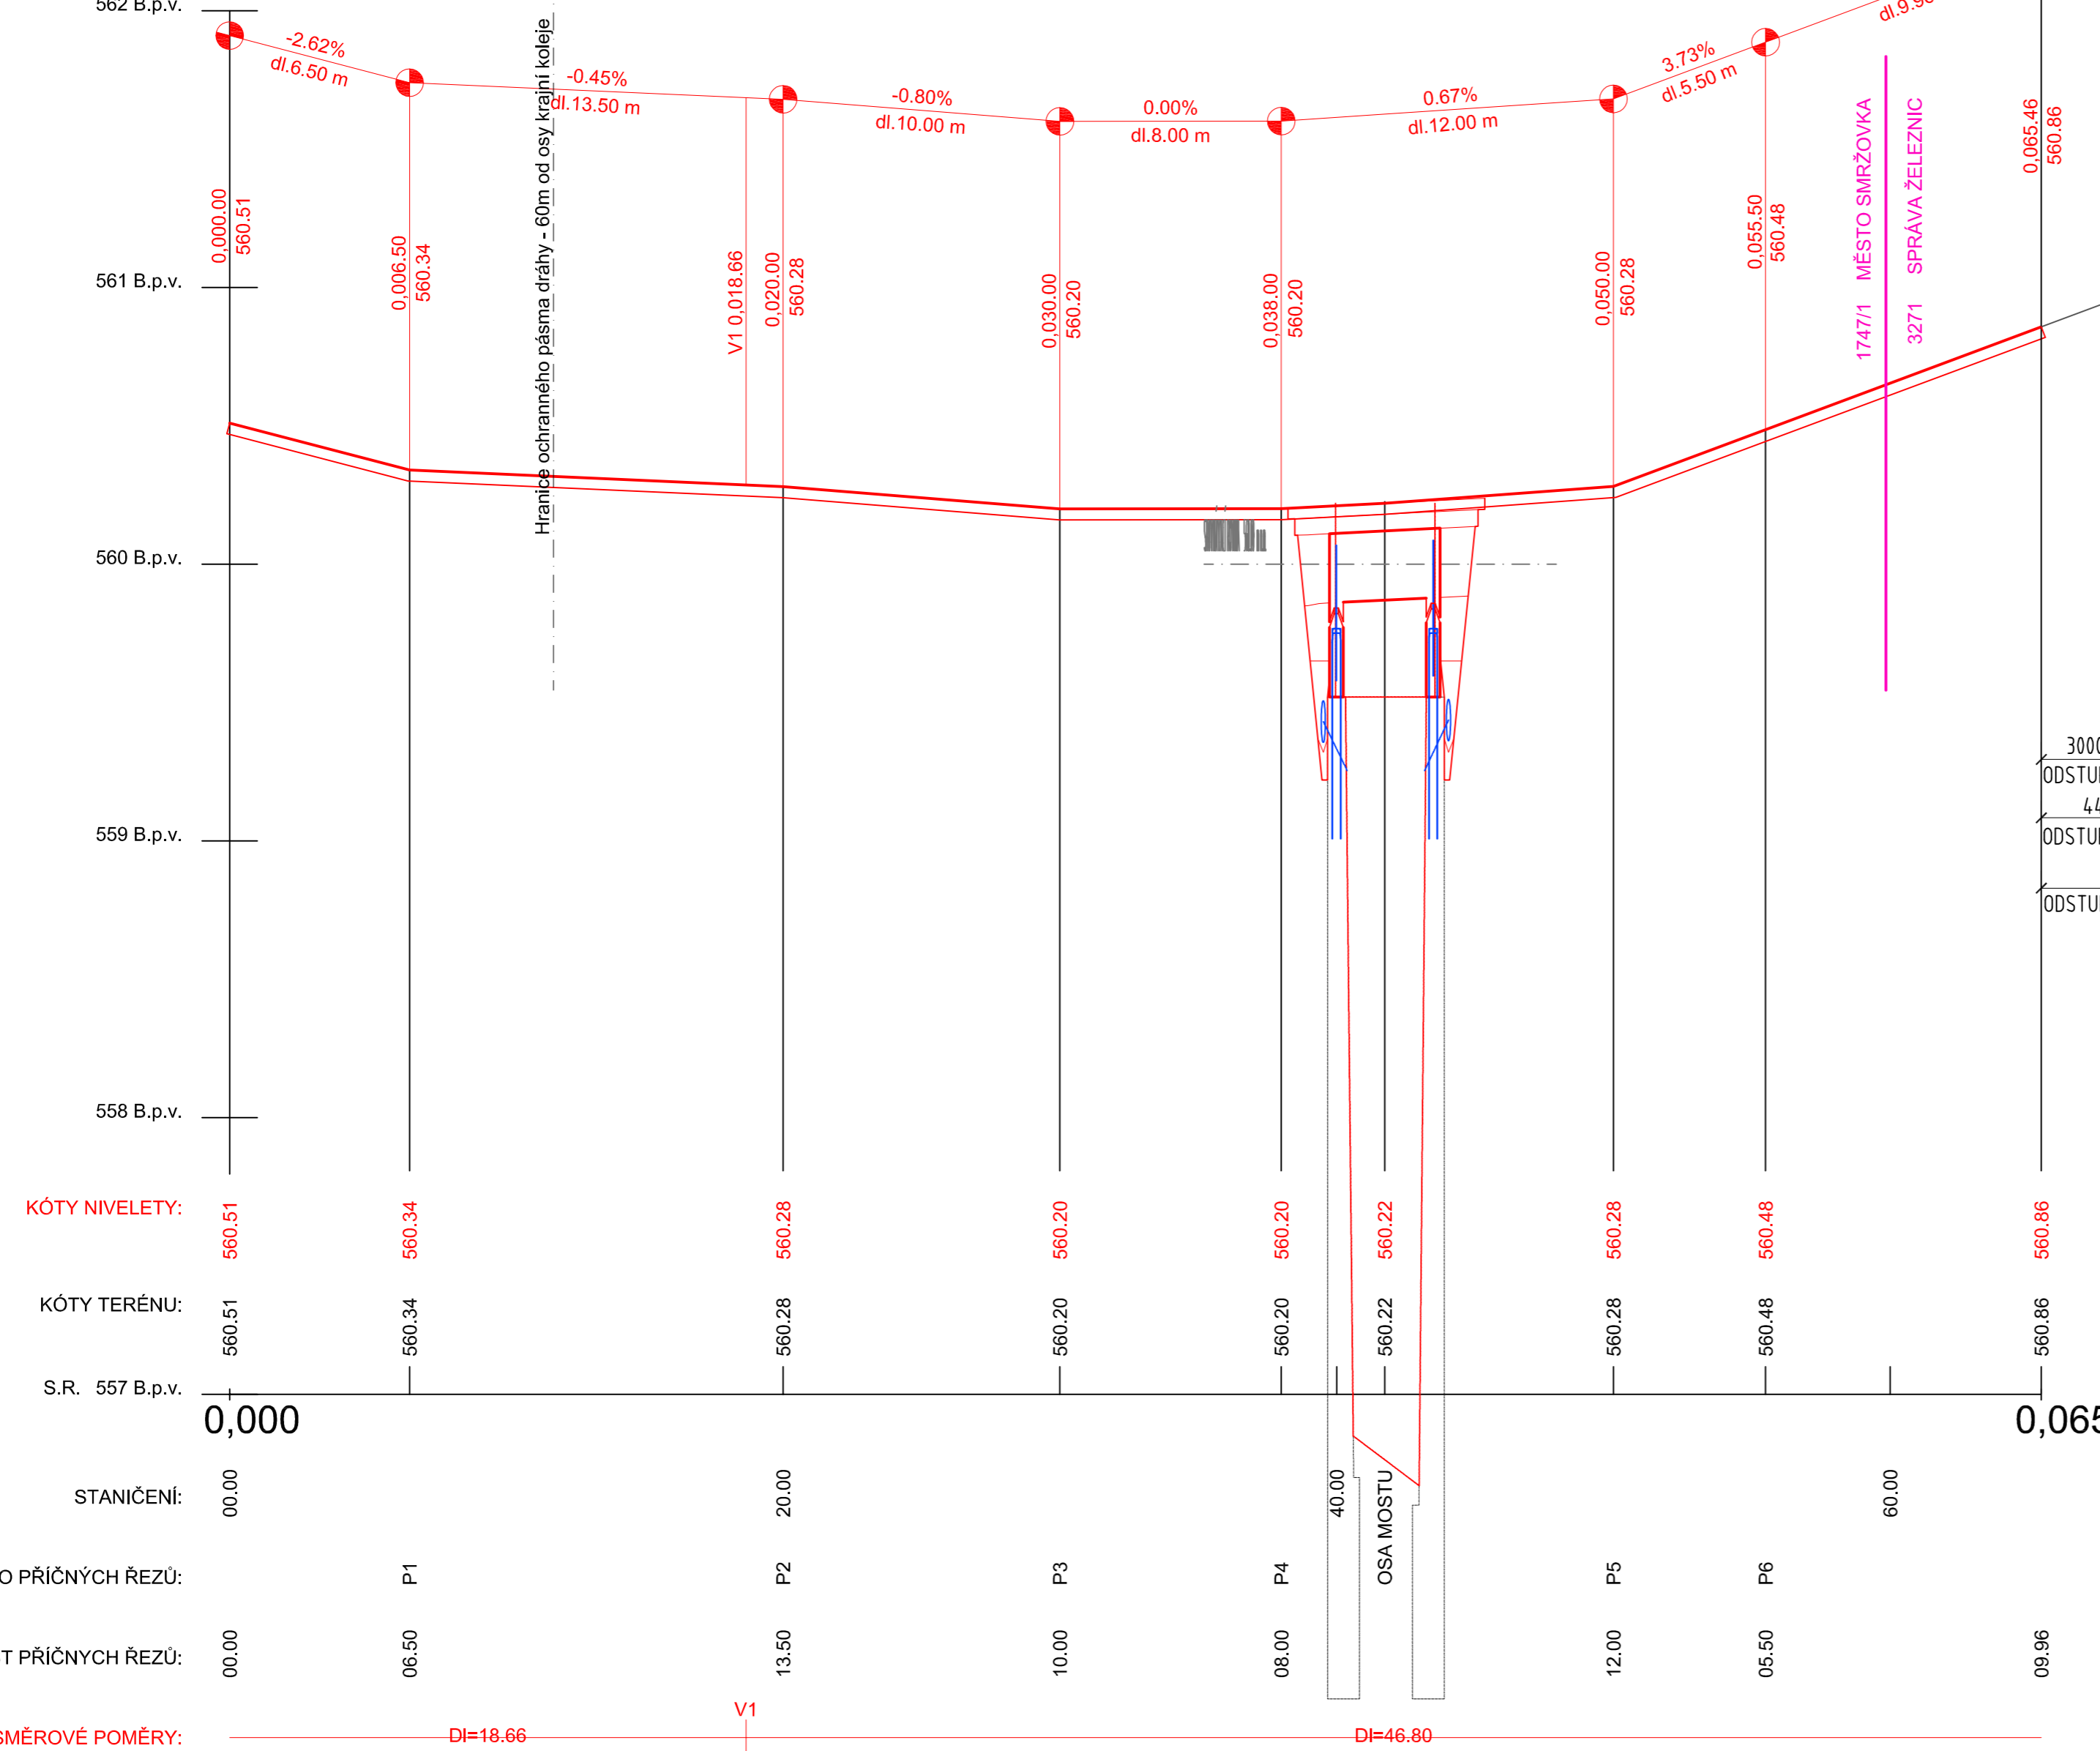 562 B.p.v.
-2.62%
dl.6.50 m
-0.45%
dl.13.50 m
-0.80%
dl.10.00 m
0.00%
dl.8.00 m
0.67%
dl.12.00 m
3.73%
dl.5.50 m
0,000.00
560.51
0,006.50
560.34
Hranice ochranného pásma dráhy - 60m od osy krajní koleje
V1 0,018.66
0,020.00
560.28
0,030.00
560.20
0,038.00
560.20
0,050.00
560.28
0,055.50
560.48
1747/1 MĚSTO SMRŽOVKA
3271 SPRÁVA ŽELEZNIC
0,065.46
560.86
561 B.p.v.
560 B.p.v.
559 B.p.v.
3000
558 B.p.v.
KÓTY NIVELETY: 560.51 560.34 560.28 560.20 560.20 560.22 560.28 560.48 560.86
KÓTY TERÉNU: 560.51 560.34 560.28 560.20 560.20 560.22 560.28 560.48 560.86
S.R. 557 B.p.v.
0,000
0,065
STANIČENÍ: 00.00 20.00 40.00 OSA MOSTU 60.00
O PŘÍČNÝCH ŘEZŮ: P1 P2 P3 P4 P5 P6
T PŘÍČNYCH ŘEZŮ: 00.00 06.50 13.50 10.00 08.00 12.00 05.50 09.96
V1
SMĚROVÉ POMĚRY: Dl=18.66 Dl=46.80